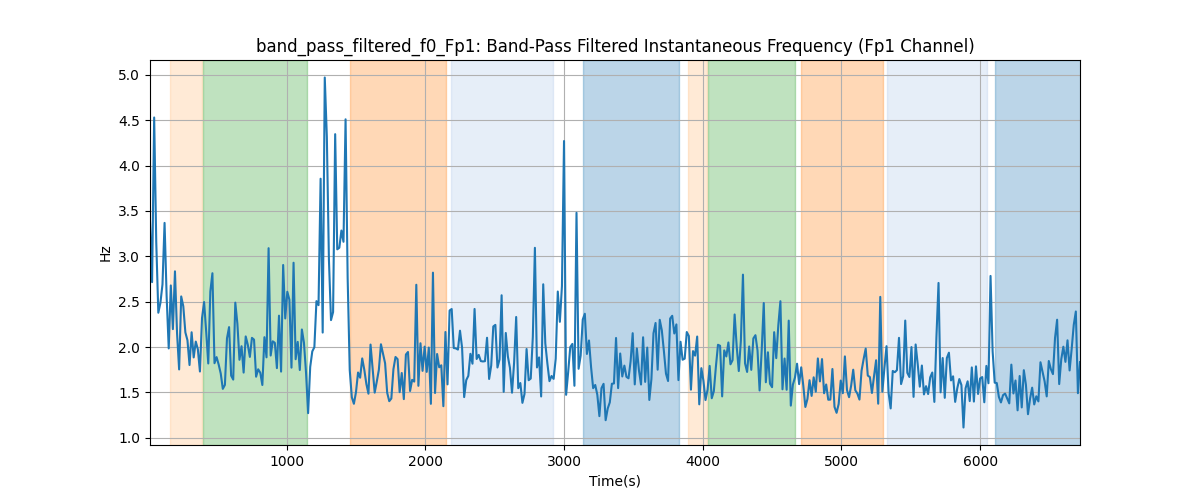 band_pass_filtered_f0_Fp1: Band-Pass Filtered Instantaneous Frequency (Fp1 Channel)
5.0
4.5
4.0
3.5
3.0
2.5
2.0
1.5
1.0
Hz
1000 2000 3000 4000 5000 6000
Time(s)